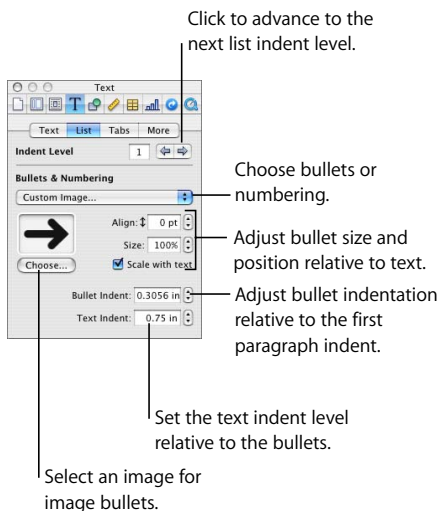 Click to advance to the
next list indent level.
Text
Text List Tabs More
Indent Level 1
Bullets & Numbering
Custom Image...
Align: 0 pt
Size: 100%
Choose...
Scale with text
Bullet Indent: 0.3056 in
Text Indent: 0.75 in
Choose bullets or
numbering.
Adjust bullet size and
position relative to text.
Adjust bullet indentation
relative to the first
paragraph indent.
Set the text indent level
relative to the bullets.
Select an image for
image bullets.